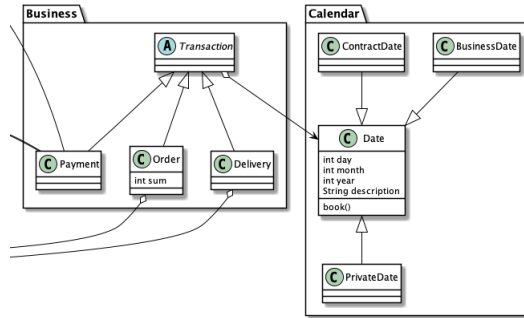 Business
A Transaction
C Payment
C Order
int sum
C Delivery
Calendar
C ContractDate
C BusinessDate
C Date
int day
int month
int year
String description
book()
C PrivateDate